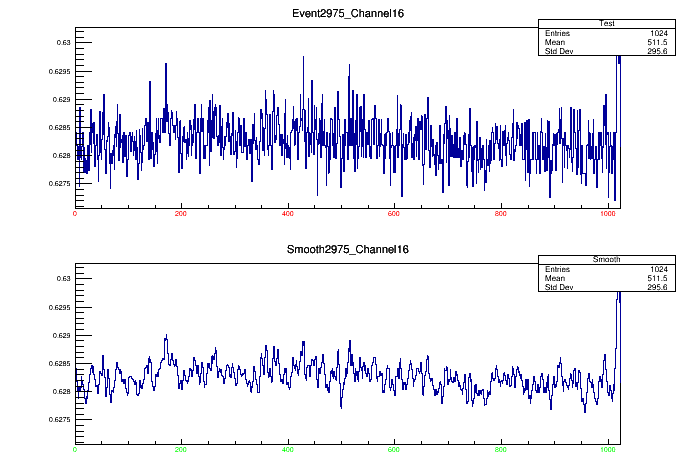 Event2975_Channel16
Test
Entries 1024
Mean 511.5
Std Dev 295.6
0.63
0.6295
0.629
0.6285
0.628
0.6275
0 200 400 600 800 1000
Smooth2975_Channel16
Smooth
Entries 1024
Mean 511.5
Std Dev 295.6
0.63
0.6295
0.629
0.6285
0.628
0.6275
0 200 400 600 800 1000